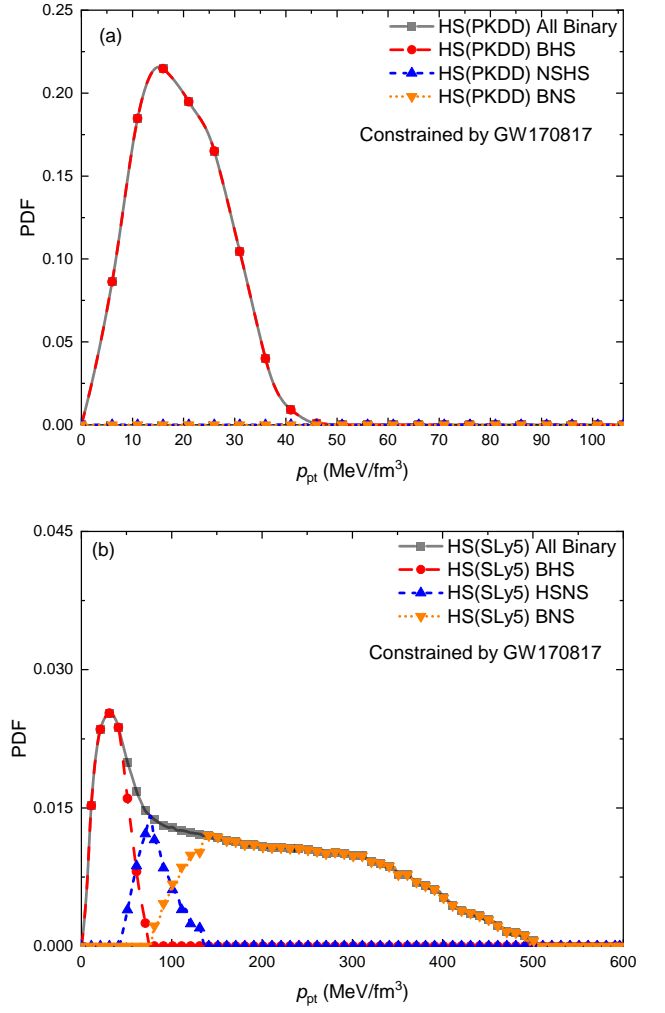 (a)
HS(PKDD) All Binary
HS(PKDD) BHS
HS(PKDD) NSHS
HS(PKDD) BNS
Constrained by GW170817
PDF
0.25
0.20
0.15
0.10
0.05
0.00
0 10 20 30 40 50 60 70 80 90 100
ppt (MeV/fm3)
(b)
HS(SLy5) All Binary
HS(SLy5) BHS
HS(SLy5) HSNS
HS(SLy5) BNS
Constrained by GW170817
PDF
0.045
0.030
0.015
0.000
0 100 200 300 400 500 600
ppt (MeV/fm3)